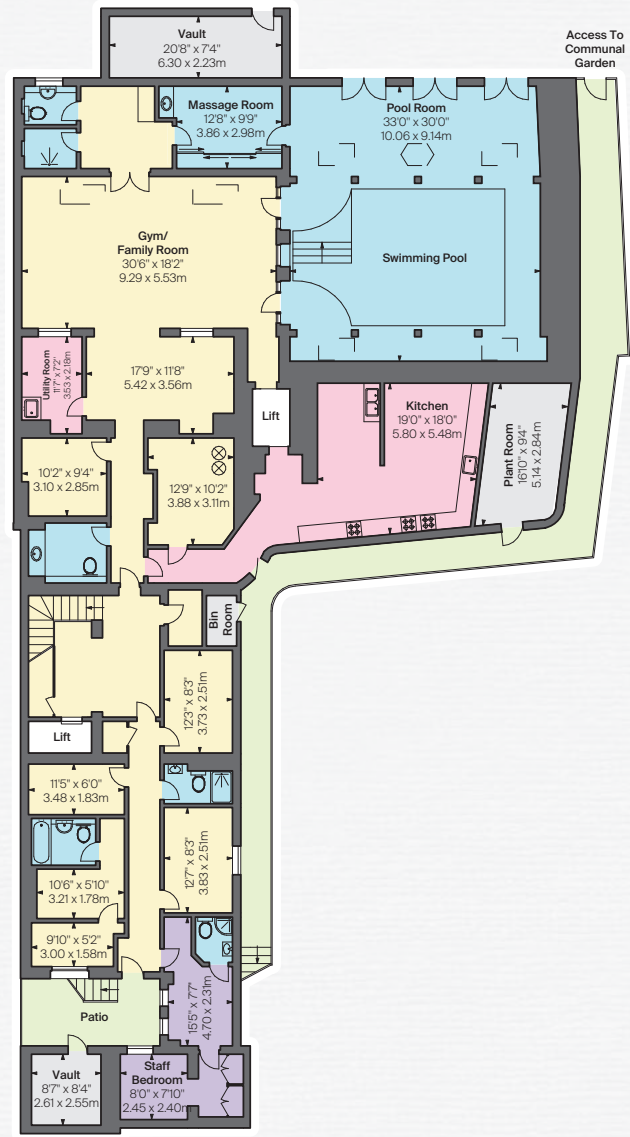 Vault
20'8" x 7'4"
6.30 x 2.23m
Access To
Communal
Garden
Massage Room
12'8" x 9'9"
3.86 x 2.98m
Pool Room
33'0" x 30'0"
10.06 x 9.14m
Gym/
Family Room
30'6" x 18'2"
9.29 x 5.53m
Swimming Pool
Utility Room
11'7" x 7'2"
3.53 x 2.18m
17'9" x 11'8"
5.42 x 3.56m
Lift
Kitchen
19'0" x 18'0"
5.80 x 5.48m
Plant Room
16'10" x 9'4"
5.14 x 2.84m
10'2" x 9'4"
3.10 x 2.85m
12'9" x 10'2"
3.88 x 3.11m
Bin
Room
12'3" x 8'3"
3.73 x 2.51m
Lift
11'5" x 6'0"
3.48 x 1.83m
12'7" x 8'3"
3.83 x 2.51m
10'6" x 5'10"
3.21 x 1.78m
9'10" x 5'2"
3.00 x 1.58m
15'5" x 7'7"
4.70 x 2.31m
Patio
Vault
8'7" x 8'4"
2.61 x 2.55m
Staff
Bedroom
8'0" x 7'10"
2.45 x 2.40m